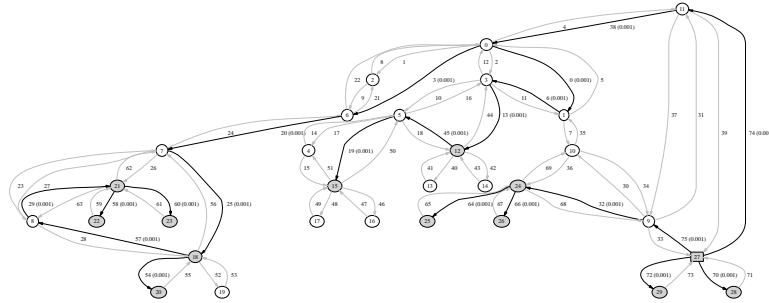 11
4 38 (0.001)
0
8 1 12 2
22 2 3 3 (0.001) 0 (0.001) 5
9 21 10 16 11 6 (0.001) 37 31
6 5 44 13 (0.001) 1
24 20 (0.001) 14 17 18 45 (0.001) 7 35 39 74 (0.00
7 4 19 (0.001) 50 12 10
62 26 15 51 41 40 43 42 69 36
23 27 21 15 13 14 24 30 34
29 (0.001) 63 59 58 (0.001) 61 60 (0.001) 56 25 (0.001) 49 48 47 46 65 64 (0.001) 67 66 (0.001) 68 32 (0.001)
8 22 23 17 16 25 26 9
28 57 (0.001) 33 75 (0.001)
18 27
54 (0.001) 55 52 53 72 (0.001) 73 70 (0.001) 71
20 19 29 28